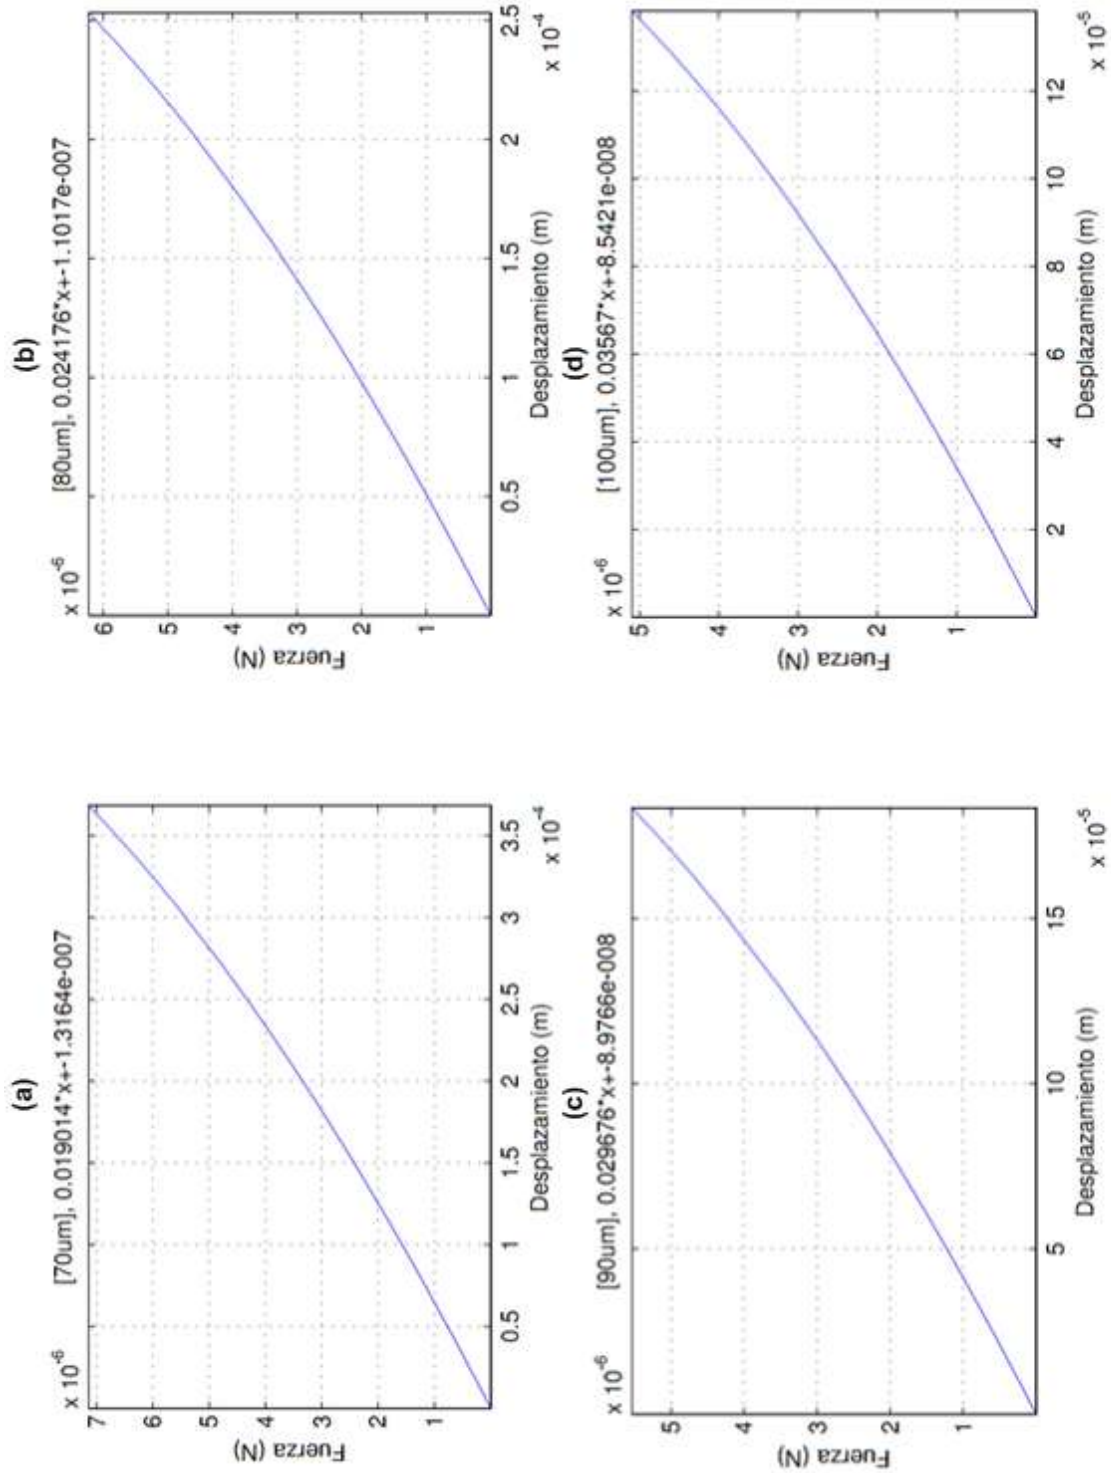 (a)
[70um], 0.019014*x+-1.3164e-007
x 10-6
7
6
5
4
3
2
1
Fuerza (N)
0.5
1
1.5
2
2.5
3
3.5
x 10-4
Desplazamiento (m)
(b)
[80um], 0.024176*x+-1.1017e-007
x 10-6
6
5
4
3
2
1
Fuerza (N)
0.5
1
1.5
2
2.5
x 10-4
Desplazamiento (m)
(c)
[90um], 0.029676*x+-8.9766e-008
x 10-6
5
4
3
2
1
Fuerza (N)
5
10
15
x 10-5
Desplazamiento (m)
(d)
[100um], 0.03567*x+-8.5421e-008
x 10-6
5
4
3
2
1
Fuerza (N)
2
4
6
8
10
12
x 10-5
Desplazamiento (m)